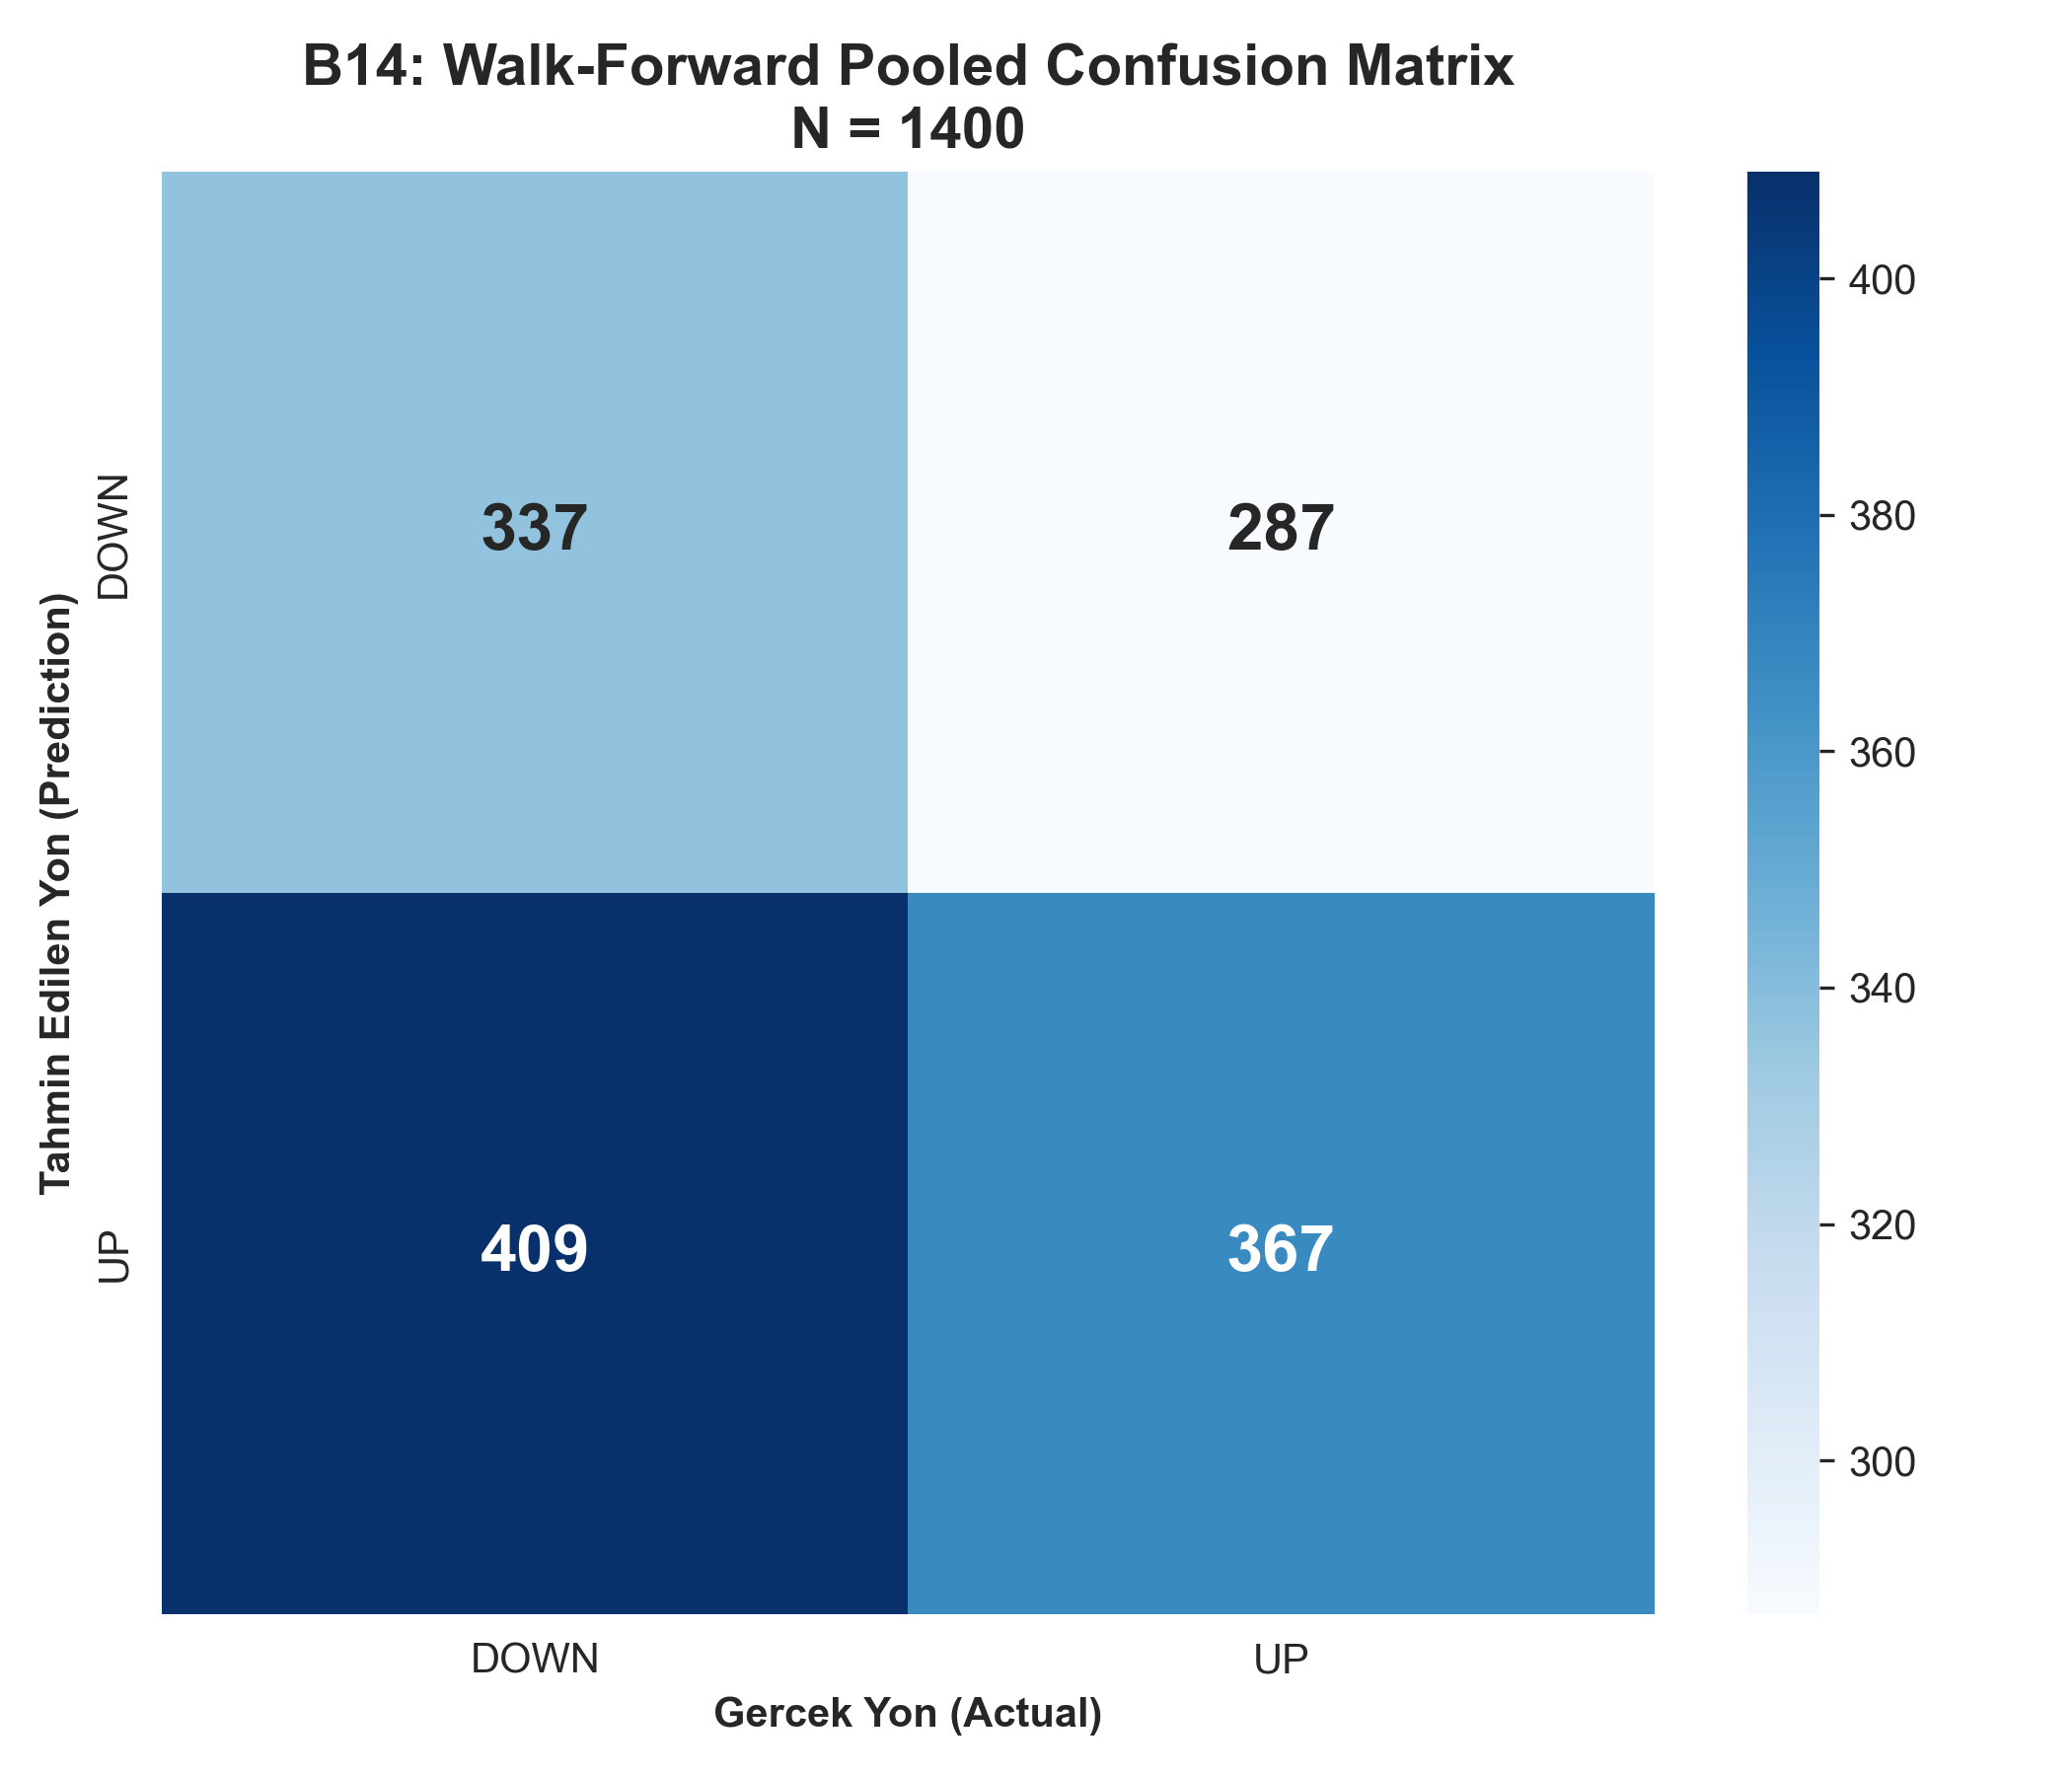 B14: Walk-Forward Pooled Confusion Matrix
N = 1400
Tahmin Edilen Yon (Prediction)
DOWN
337
287
UP
409
367
DOWN
UP
Gercek Yon (Actual)
400
380
360
340
320
300